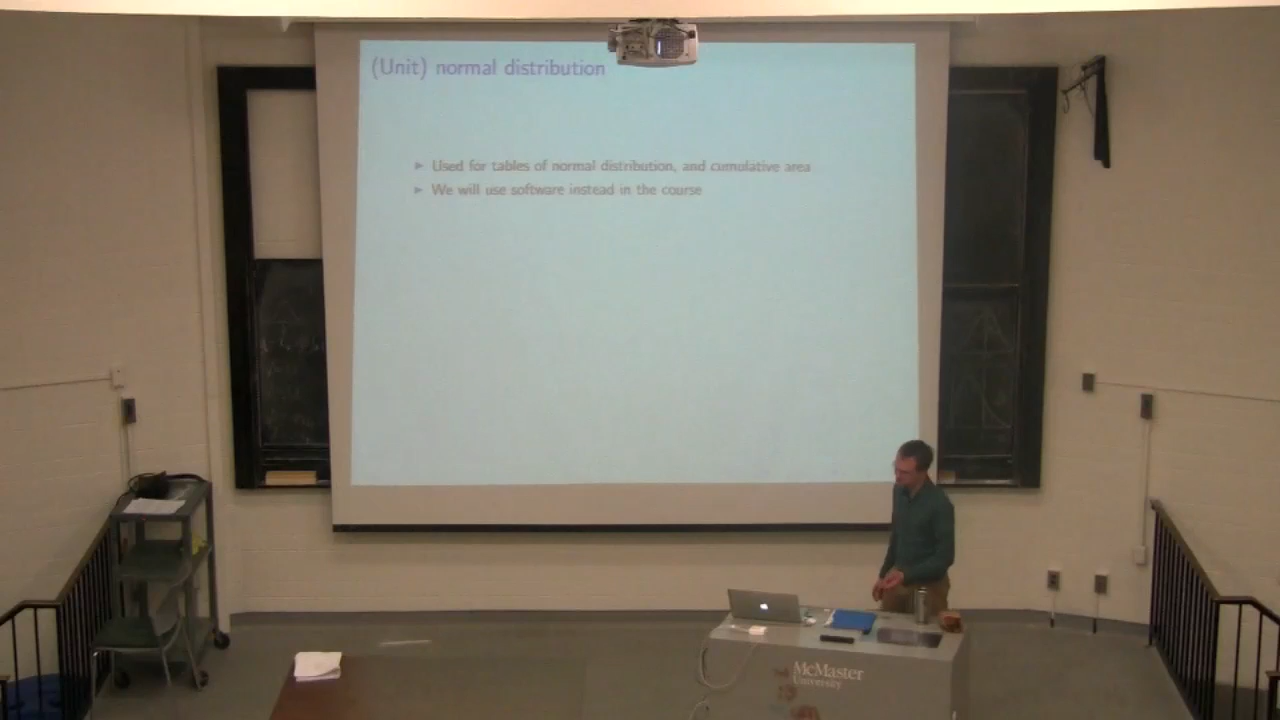 (Unit) normal distribution
► Used for tables of normal distribution, and cumulative area
► We will use software instead in the course
McMaster
University